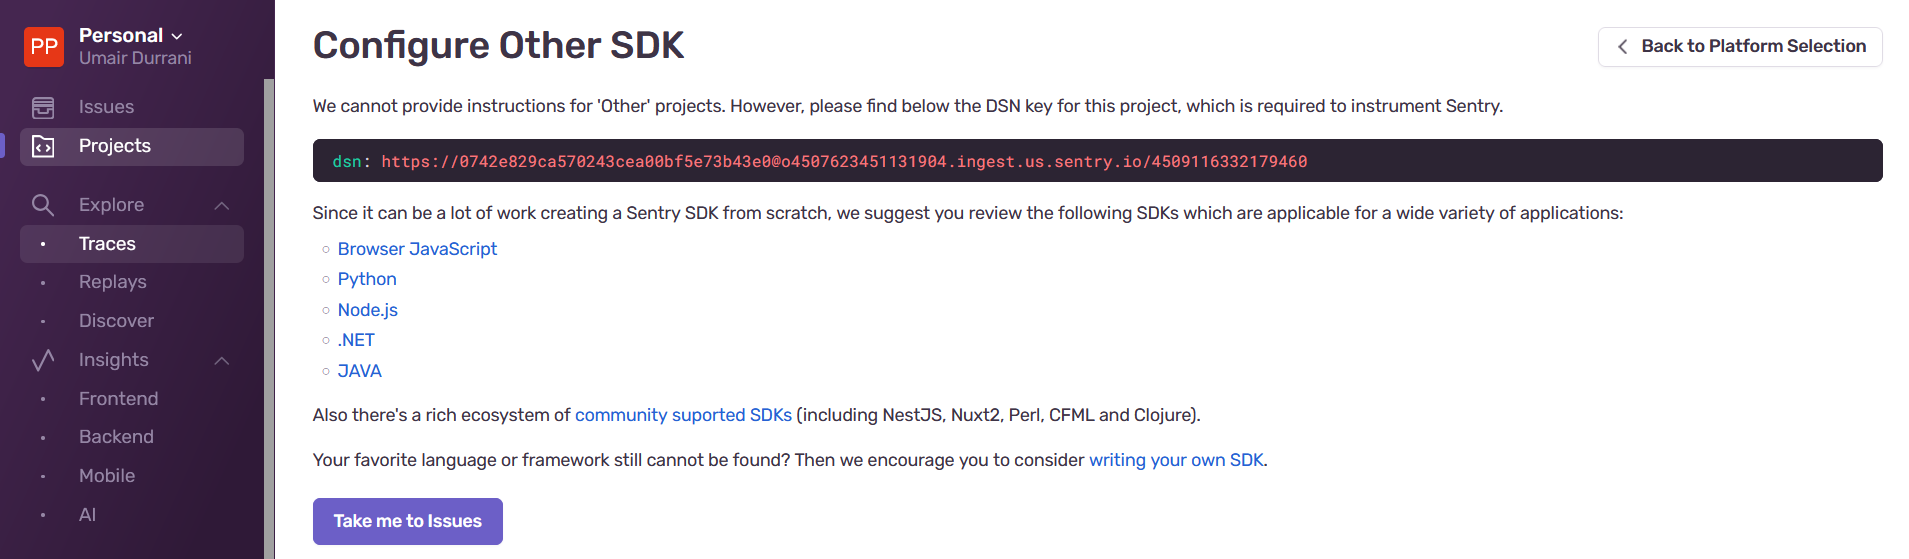 PP
Personal
Umair Durrani
Issues
Projects
Explore
Traces
Replays
Discover
Insights
Frontend
Backend
Mobile
AI
Configure Other SDK
Back to Platform Selection
We cannot provide instructions for 'Other' projects. However, please find below the DSN key for this project, which is required to instrument Sentry.
dsn: https://0742e829ca570243cea00bf5e73b43e0@o4507623451131904.ingest.us.sentry.io/4509116332179460
Since it can be a lot of work creating a Sentry SDK from scratch, we suggest you review the following SDKs which are applicable for a wide variety of applications:
Browser JavaScript
Python
Node.js
.NET
JAVA
Also there's a rich ecosystem of community suported SDKs (including NestJS, Nuxt2, Perl, CFML and Clojure).
Your favorite language or framework still cannot be found? Then we encourage you to consider writing your own SDK.
Take me to Issues